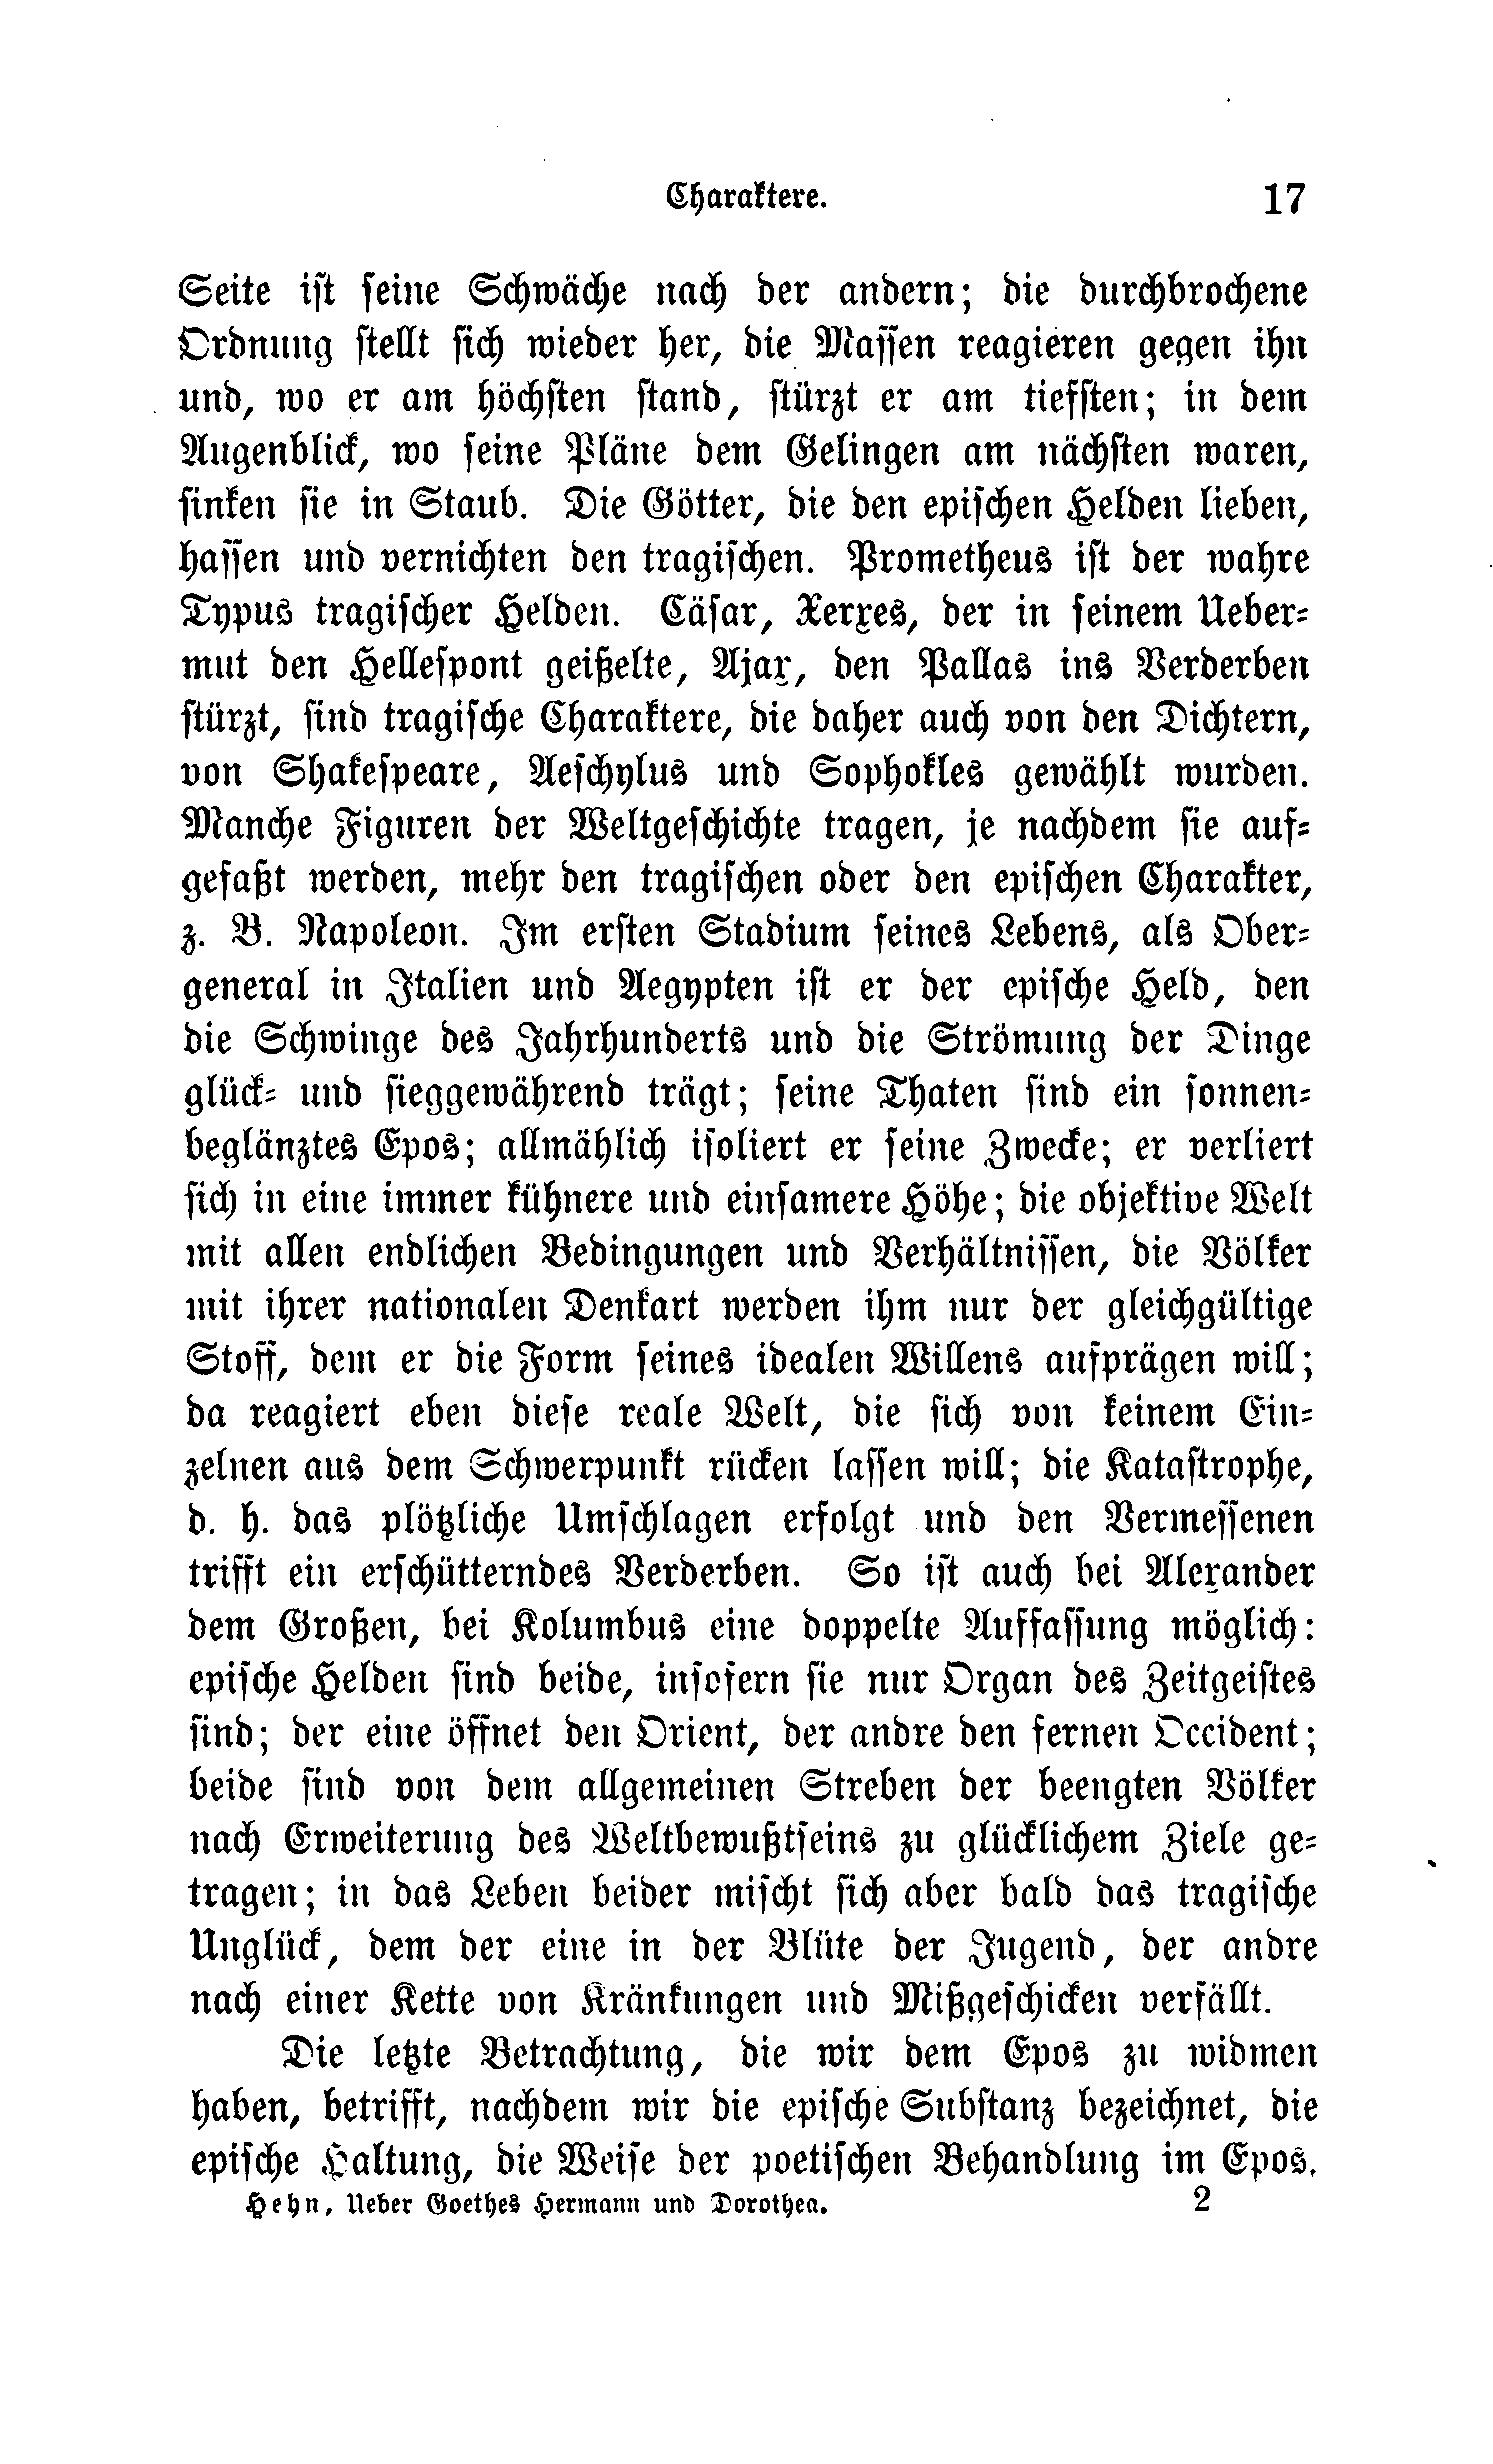 Charaktere. 17
Seite ist seine Schwäche nach der andern; die durchbrochene
Ordnung stellt sich wieder her, die Massen reagieren gegen ihn
und, wo er am höchsten stand, stürzt er am tiefsten; in dem
Augenblick, wo seine Pläne dem Gelingen am nächsten waren,
sinken sie in Staub. Die Götter, die den epischen Helden lieben,
hassen und vernichten den tragischen. Prometheus ist der wahre
Typus tragischer Helden. Cäsar, Xerxes, der in seinem Ueber-
mut den Hellespont geißelte, Ajax, den Pallas ins Verderben
stürzt, sind tragische Charaktere, die daher auch von den Dichtern,
von Shakespeare, Aeschylus und Sophokles gewählt wurden.
Manche Figuren der Weltgeschichte tragen, je nachdem sie auf-
gefaßt werden, mehr den tragischen oder den epischen Charakter,
z. B. Napoleon. Im ersten Stadium seines Lebens, als Ober-
general in Italien und Aegypten ist er der epische Held, den
die Schwinge des Jahrhunderts und die Strömung der Dinge
glück- und sieggewährend trägt; seine Thaten sind ein sonnen-
beglänztes Epos; allmählich isoliert er seine Zwecke; er verliert
sich in eine immer kühnere und einsamere Höhe; die objektive Welt
mit allen endlichen Bedingungen und Verhältnissen, die Völker
mit ihrer nationalen Denkart werden ihm nur der gleichgültige
Stoff, dem er die Form seines idealen Willens aufprägen will;
da reagiert eben diese reale Welt, die sich von keinem Ein-
zelnen aus dem Schwerpunkt rücken lassen will; die Katastrophe,
d. h. das plötzliche Umschlagen erfolgt und den Vermessenen
trifft ein erschütterndes Verderben. So ist auch bei Alexander
dem Großen, bei Kolumbus eine doppelte Auffassung möglich:
epische Helden sind beide, insofern sie nur Organ des Zeitgeistes
sind; der eine öffnet den Orient, der andre den fernen Occident;
beide sind von dem allgemeinen Streben der beengten Völker
nach Erweiterung des Weltbewußtseins zu glücklichem Ziele ge-
tragen; in das Leben beider mischt sich aber bald das tragische
Unglück, dem der eine in der Blüte der Jugend, der andre
nach einer Kette von Kränkungen und Mißgeschicken verfällt.
Die letzte Betrachtung, die wir dem Epos zu widmen
haben, betrifft, nachdem wir die epische Substanz bezeichnet, die
epische Haltung, die Weise der poetischen Behandlung im Epos.
Hehn, Ueber Goethes Hermann und Dorothea. 2